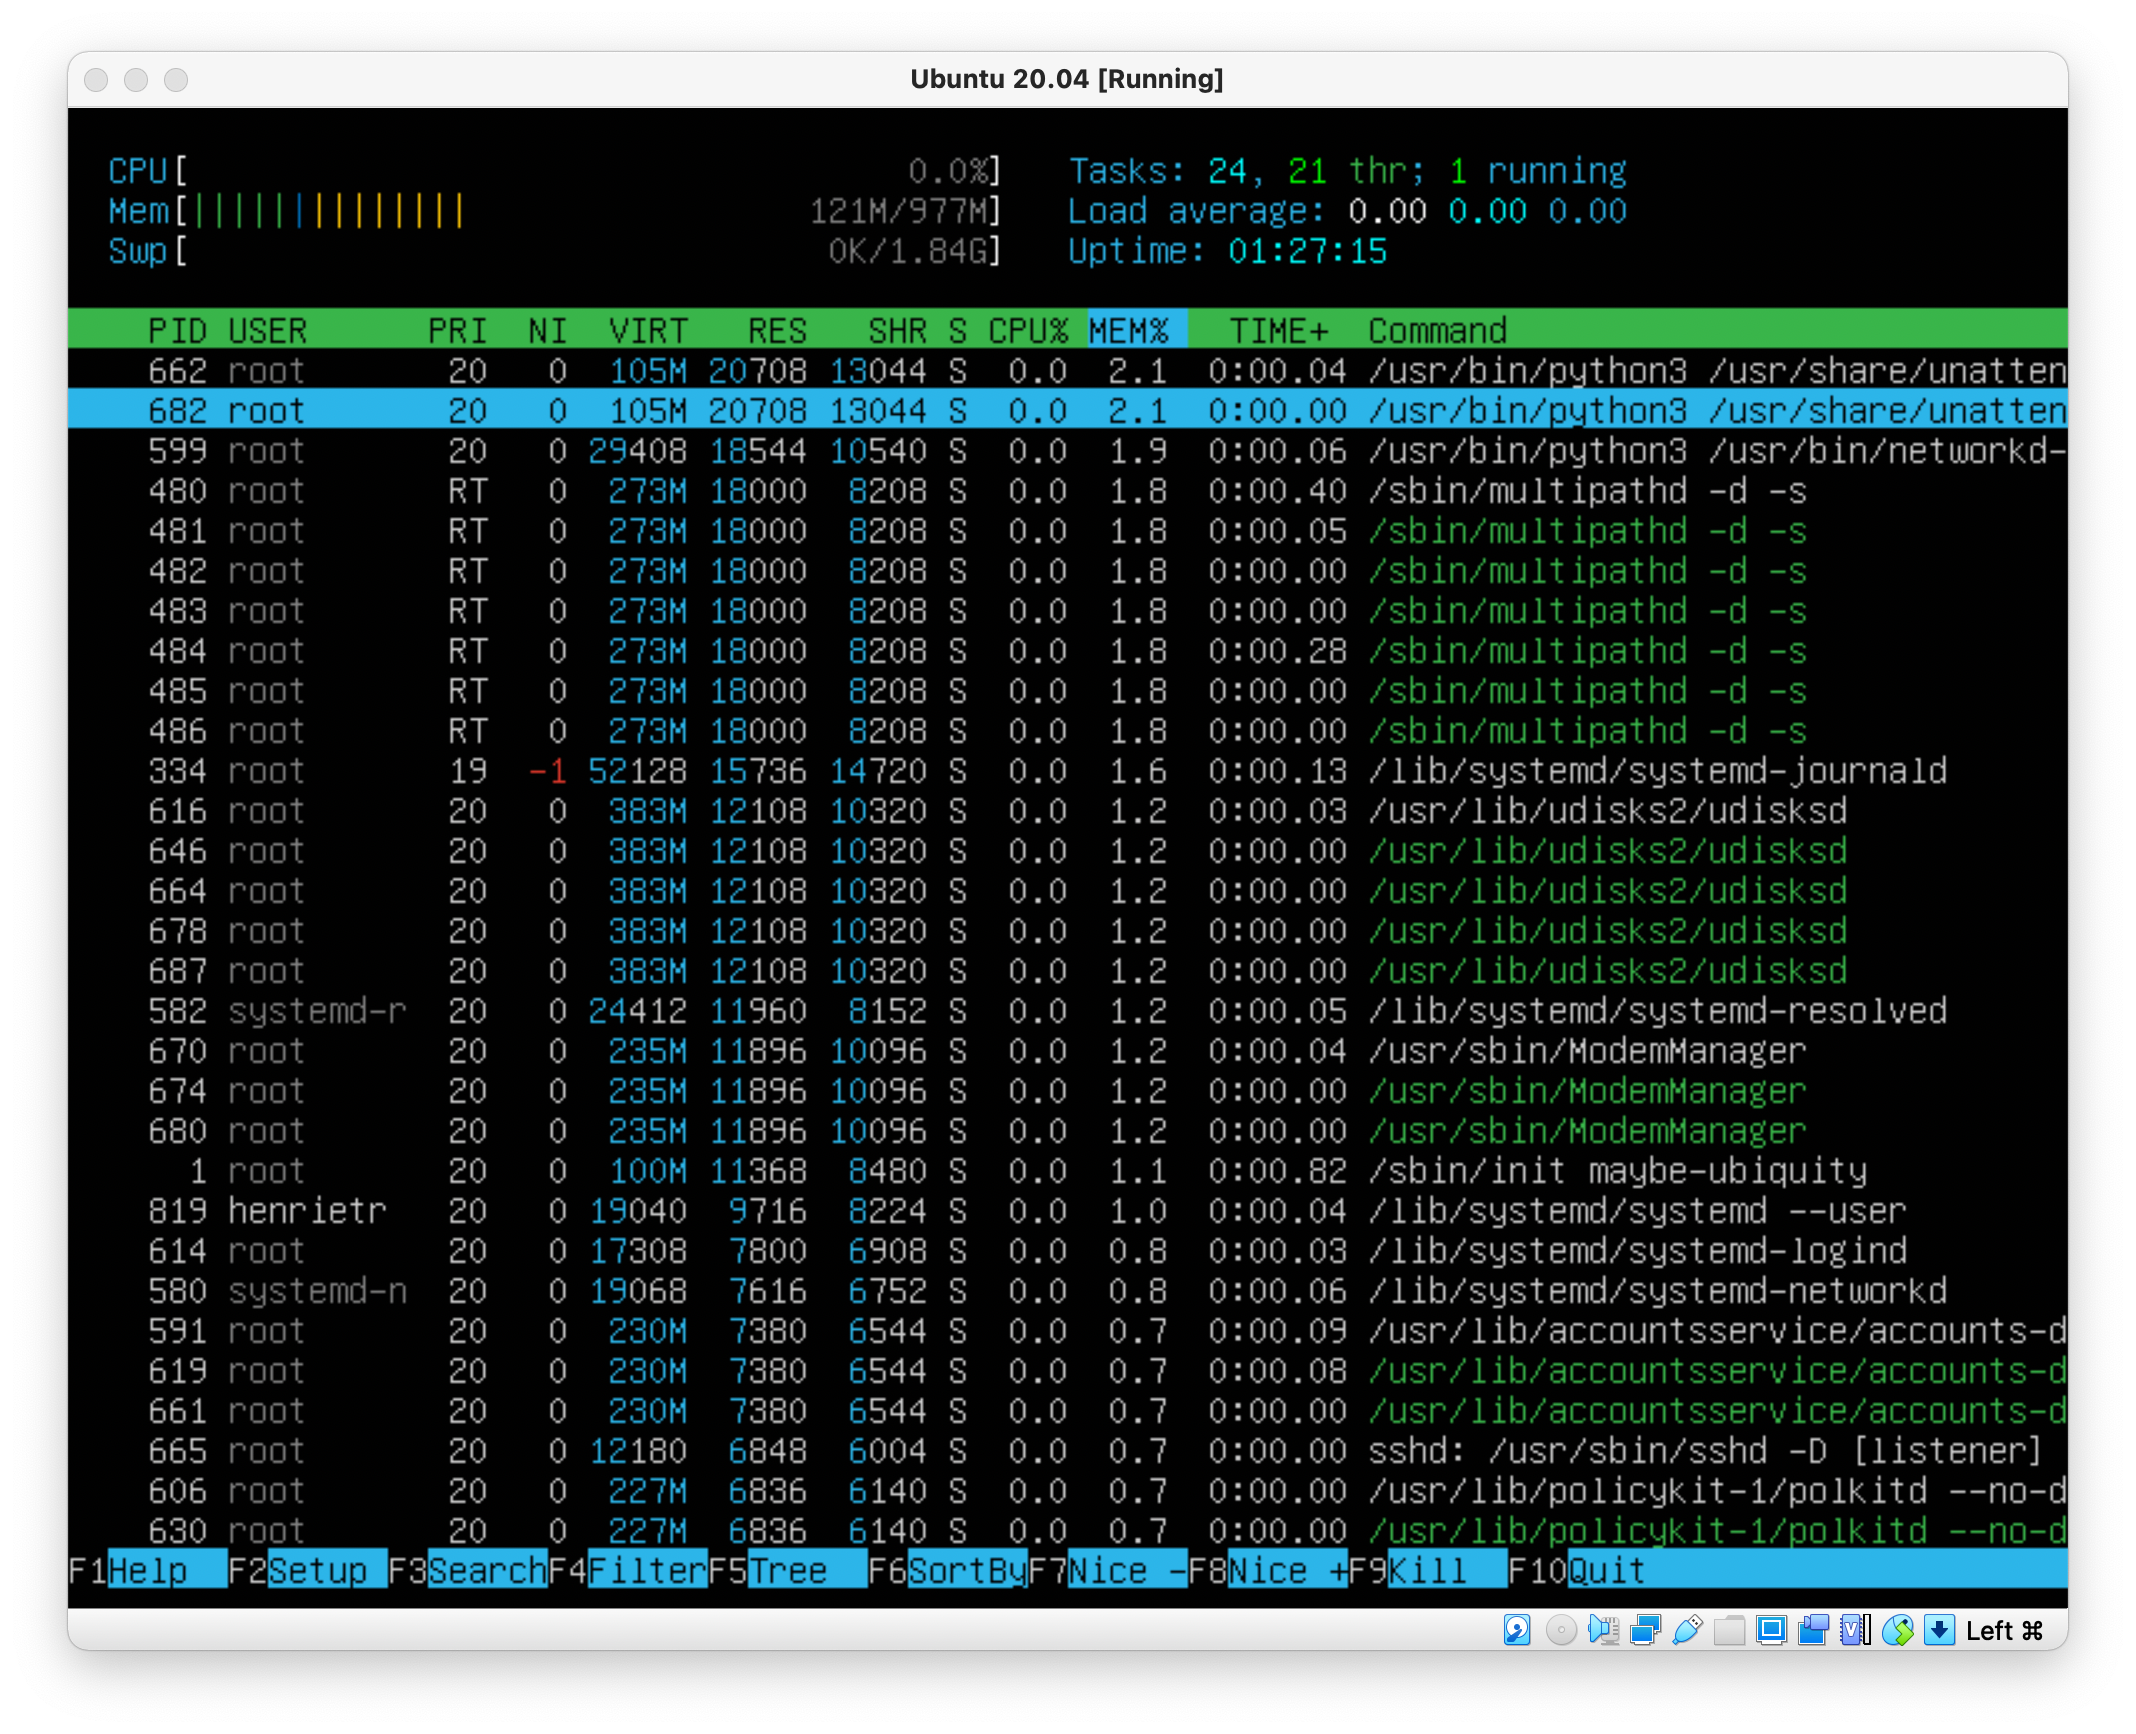 Ubuntu 20.04 [Running]
CPU[ 0.0%] Tasks: 24, 21 thr; 1 running
Mem[|||||||||||||| 121M/977M] Load average: 0.00 0.00 0.00
Swp[ 0K/1.84G] Uptime: 01:27:15
PID USER PRI NI VIRT RES SHR S CPU% MEM% TIME+ Command
662 root 20 0 105M 20708 13044 S 0.0 2.1 0:00.04 /usr/bin/python3 /usr/share/unatten
682 root 20 0 105M 20708 13044 S 0.0 2.1 0:00.00 /usr/bin/python3 /usr/share/unatten
599 root 20 0 29408 18544 10540 S 0.0 1.9 0:00.06 /usr/bin/python3 /usr/bin/networkd-
480 root RT 0 273M 18000 8208 S 0.0 1.8 0:00.40 /sbin/multipathd -d -s
481 root RT 0 273M 18000 8208 S 0.0 1.8 0:00.05 /sbin/multipathd -d -s
482 root RT 0 273M 18000 8208 S 0.0 1.8 0:00.00 /sbin/multipathd -d -s
483 root RT 0 273M 18000 8208 S 0.0 1.8 0:00.00 /sbin/multipathd -d -s
484 root RT 0 273M 18000 8208 S 0.0 1.8 0:00.28 /sbin/multipathd -d -s
485 root RT 0 273M 18000 8208 S 0.0 1.8 0:00.00 /sbin/multipathd -d -s
486 root RT 0 273M 18000 8208 S 0.0 1.8 0:00.00 /sbin/multipathd -d -s
334 root 19 -1 52128 15736 14720 S 0.0 1.6 0:00.13 /lib/systemd/systemd-journald
616 root 20 0 383M 12108 10320 S 0.0 1.2 0:00.03 /usr/lib/udisks2/udisksd
646 root 20 0 383M 12108 10320 S 0.0 1.2 0:00.00 /usr/lib/udisks2/udisksd
664 root 20 0 383M 12108 10320 S 0.0 1.2 0:00.00 /usr/lib/udisks2/udisksd
678 root 20 0 383M 12108 10320 S 0.0 1.2 0:00.00 /usr/lib/udisks2/udisksd
687 root 20 0 383M 12108 10320 S 0.0 1.2 0:00.00 /usr/lib/udisks2/udisksd
582 systemd-r 20 0 24412 11960 8152 S 0.0 1.2 0:00.05 /lib/systemd/systemd-resolved
670 root 20 0 235M 11896 10096 S 0.0 1.2 0:00.04 /usr/sbin/ModemManager
674 root 20 0 235M 11896 10096 S 0.0 1.2 0:00.00 /usr/sbin/ModemManager
680 root 20 0 235M 11896 10096 S 0.0 1.2 0:00.00 /usr/sbin/ModemManager
1 root 20 0 100M 11368 8480 S 0.0 1.1 0:00.82 /sbin/init maybe-ubiquity
819 henrietr 20 0 19040 9716 8224 S 0.0 1.0 0:00.04 /lib/systemd/systemd --user
614 root 20 0 17308 7800 6908 S 0.0 0.8 0:00.03 /lib/systemd/systemd-logind
580 systemd-n 20 0 19068 7616 6752 S 0.0 0.8 0:00.06 /lib/systemd/systemd-networkd
591 root 20 0 230M 7380 6544 S 0.0 0.7 0:00.09 /usr/lib/accountsservice/accounts-d
619 root 20 0 230M 7380 6544 S 0.0 0.7 0:00.08 /usr/lib/accountsservice/accounts-d
661 root 20 0 230M 7380 6544 S 0.0 0.7 0:00.00 /usr/lib/accountsservice/accounts-d
665 root 20 0 12180 6848 6004 S 0.0 0.7 0:00.00 sshd: /usr/sbin/sshd -D [listener]
606 root 20 0 227M 6836 6140 S 0.0 0.7 0:00.00 /usr/lib/policykit-1/polkitd --no-d
630 root 20 0 227M 6836 6140 S 0.0 0.7 0:00.00 /usr/lib/policykit-1/polkitd --no-d
F1Help F2Setup F3SearchF4FilterF5Tree F6SortByF7Nice -F8Nice +F9Kill F10Quit
Left ⌘